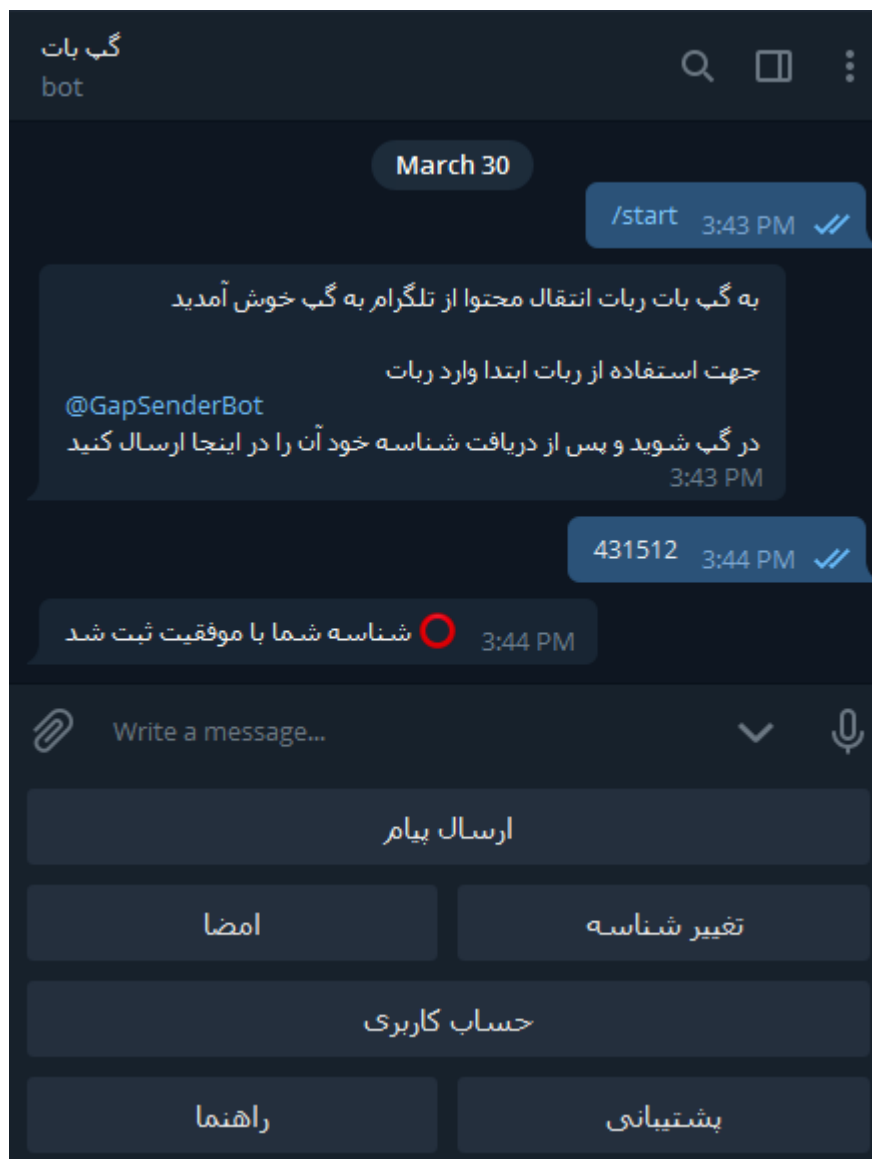 گپ بات
bot
March 30
/start 3:43 PM
به گپ بات ربات انتقال محتوا از تلگرام به گپ خوش آمدید
جهت استفاده از ربات ابتدا وارد ربات
@GapSenderBot
در گپ شوید و پس از دریافت شناسه خود آن را در اینجا ارسال کنید
3:43 PM
431512 3:44 PM
شناسه شما با موفقیت ثبت شد 3:44 PM
Write a message...
ارسال پیام
امضا
تغییر شناسه
حساب کاربری
راهنما
پشتیبانی